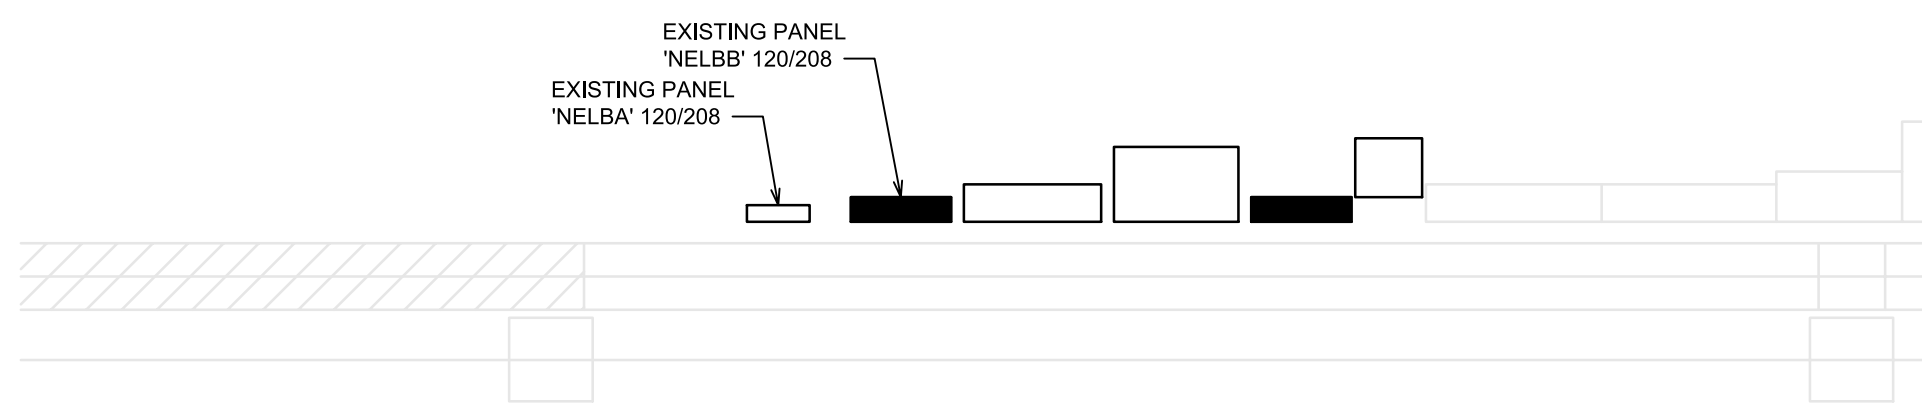 EXISTING PANEL
'NELBB' 120/208
EXISTING PANEL
'NELBA' 120/208